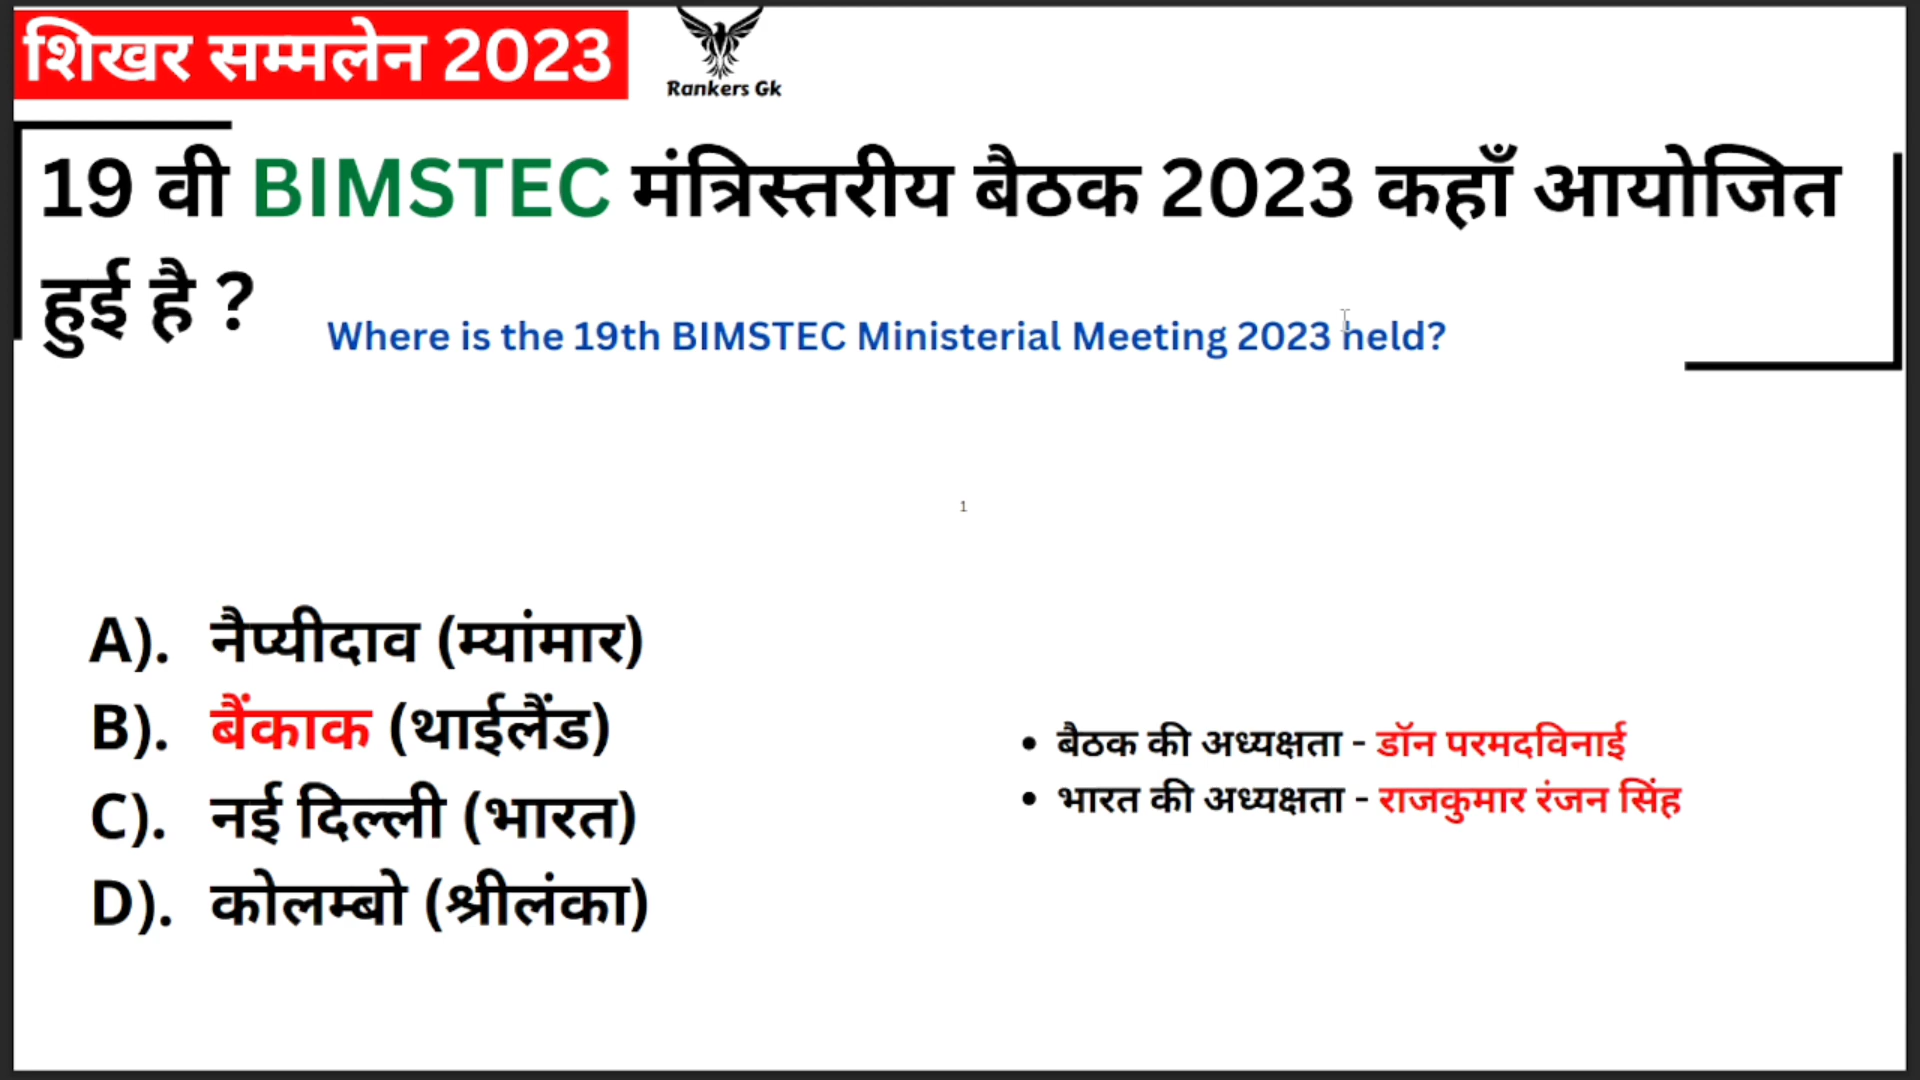 शिखर सम्मलेन 2023
Rankers Gk
19 वी BIMSTEC मंत्रिस्तरीय बैठक 2023 कहाँ आयोजित
हुई है ?
Where is the 19th BIMSTEC Ministerial Meeting 2023 held?
1
A). नैप्यीदाव (म्यांमार)
B). बैंकाक (थाईलैंड)
C). नई दिल्ली (भारत)
D). कोलम्बो (श्रीलंका)
• बैठक की अध्यक्षता - डॉन परमदविनाई
• भारत की अध्यक्षता - राजकुमार रंजन सिंह